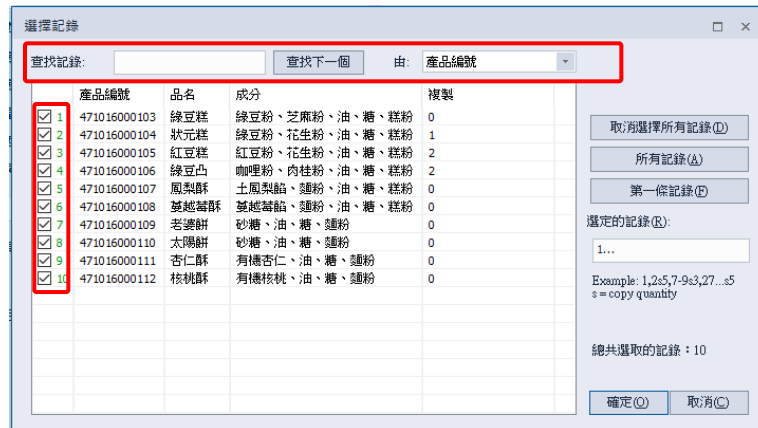 選擇記錄
查找記錄: 查找下一個 由: 產品編號
產品編號 品名 成分 複製
1 471016000103 綠豆糕 綠豆粉、芝麻粉、油、糖、糕粉 0
2 471016000104 狀元糕 綠豆粉、花生粉、油、糖、糕粉 1
3 471016000105 紅豆糕 紅豆粉、花生粉、油、糖、糕粉 2
4 471016000106 綠豆凸 咖哩粉、肉桂粉、油、糖、糕粉 2
5 471016000107 鳳梨酥 土鳳梨餡、麵粉、油、糖、糕粉 0
6 471016000108 蔓越莓酥 蔓越莓餡、麵粉、油、糖、糕粉 0
7 471016000109 老婆餅 砂糖、油、糖、麵粉 0
8 471016000110 太陽餅 砂糖、油、糖、麵粉 0
9 471016000111 杏仁酥 有機杏仁、油、糖、麵粉 0
10 471016000112 核桃酥 有機核桃、油、糖、麵粉 0
取消選擇所有記錄(D)
所有記錄(A)
第一條記錄(F)
選定的記錄(R):
1...
Example: 1,2s5,7-9s3,27...s5
s = copy quantity
總共選取的記錄：10
確定(O) 取消(C)